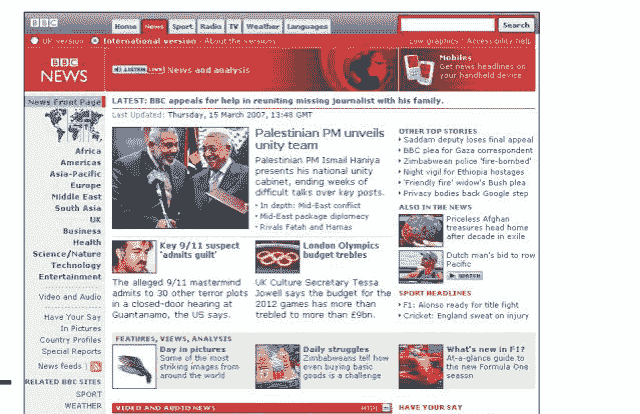 BBC
Home News Sport Radio TV Weather Languages
Search
UK version International version About the versions
Low graphics Accessibility help
BBC
NEWS
LISTEN LIVE News and analysis
Mobiles
Get news headlines on
your handheld device
News Front Page
Africa
Americas
Asia-Pacific
Europe
Middle East
South Asia
UK
Business
Health
Science/Nature
Technology
Entertainment
Video and Audio
Have Your Say
In Pictures
Country Profiles
Special Reports
News feeds
RELATED BBC SITES
SPORT
WEATHER
LATEST: BBC appeals for help in reuniting missing journalist with his family.
Last Updated: Thursday, 15 March 2007, 13:48 GMT
Palestinian PM unveils
unity team
Palestinian PM Ismail Haniya
presents his national unity
cabinet, ending weeks of
difficult talks over key posts.
In depth: Mid-East conflict
Mid-East package diplomacy
Rivals Fatah and Hamas
Key 9/11 suspect
'admits guilt'
The alleged 9/11 mastermind
admits to 30 other terror plots
in a closed-door hearing at
Guantanamo, the US says.
London Olympics
budget trebles
UK Culture Secretary Tessa
Jowell says the budget for the
2012 games has more than
trebled to more than £9bn.
OTHER TOP STORIES
Saddam deputy loses final appeal
BBC plea for Gaza correspondent
Zimbabwean police 'fire-bombed'
Night vigil for Ethiopia hostages
'Friendly fire' widow's Bush plea
Privacy bodies back Google step
ALSO IN THE NEWS
Priceless Afghan
treasures head home
after decade in exile
Dutch man's bid to row
Pacific
WATCH
SPORT HEADLINES
F1: Alonso ready for title fight
Cricket: England sweat on injury
FEATURES, VIEWS, ANALYSIS
Day in pictures
Some of the
most striking
images from
around the world
Daily struggles
Zimbabweans tell how
even buying basic
goods is a challenge
What's new in F1?
At-a-glance guide to
the new Formula One
season
VIDEO AND AUDIO NEWS
HAVE YOUR SAY